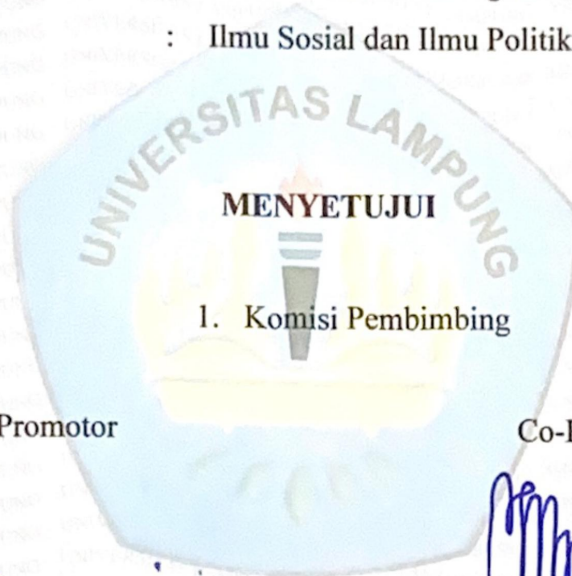 : Ilmu Sosial dan Ilmu Politik
UNIVERSITAS LAMPUNG
MENYETUJUI
1. Komisi Pembimbing
Promotor